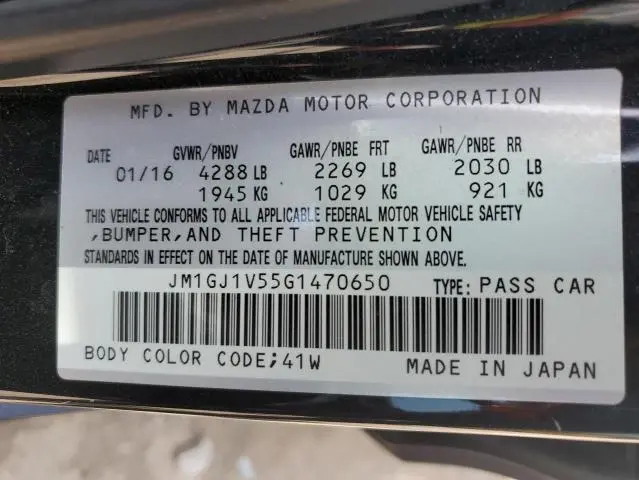 MFD. BY MAZDA MOTOR CORPORATION
DATE GVWR/PNBV GAWR/PNBE FRT GAWR/PNBE RR
01/16 4288 LB 2269 LB 2030 LB
1945 KG 1029 KG 921 KG
THIS VEHICLE CONFORMS TO ALL APPLICABLE FEDERAL MOTOR VEHICLE SAFETY
,BUMPER,AND THEFT PREVENTION
STANDARDS IN EFFECT ON THE DATE OF MANUFACTURE SHOWN ABOVE.
JM1GJ1V55G1470650 TYPE: PASS CAR
BODY COLOR CODE;41W MADE IN JAPAN